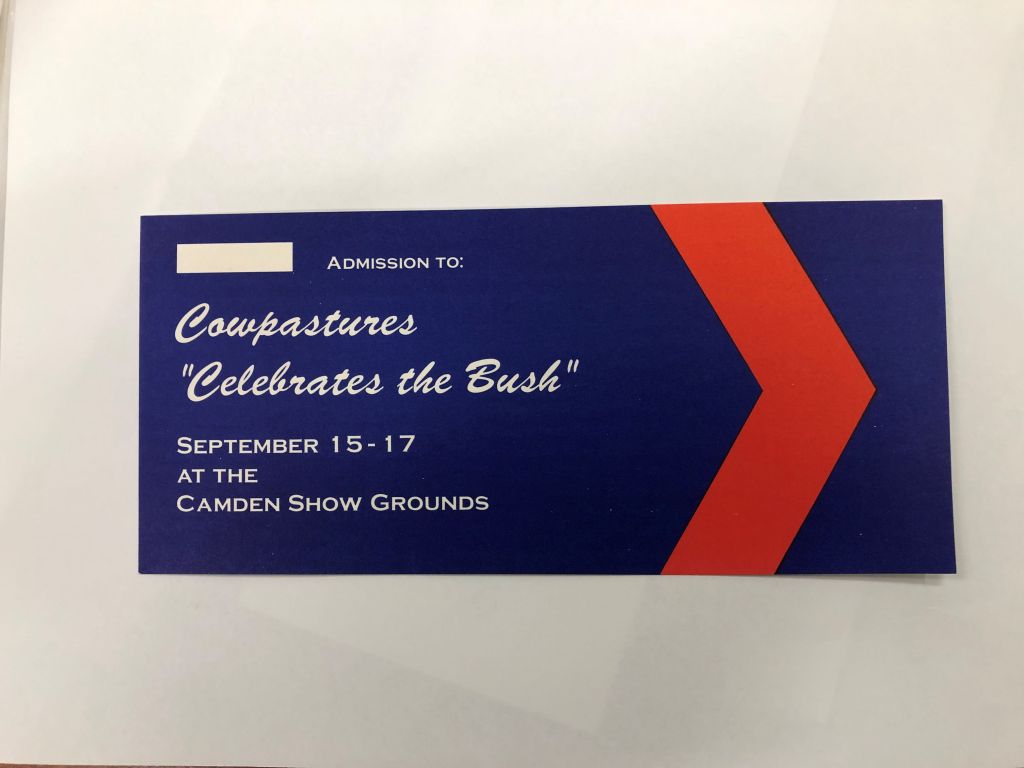 Admission to:
Cowpastures
"Celebrates the Bush"
September 15-17
at the
Camden Show Grounds